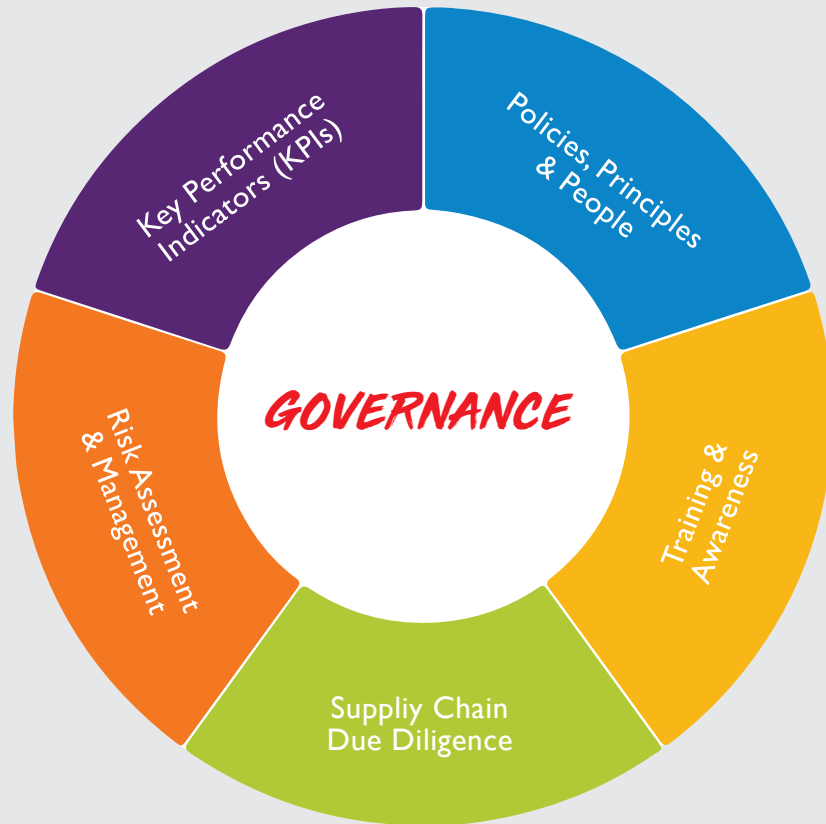 Key Performance
Indicators (KPIs)
Policies, Principles
& People
GOVERNANCE
Risk Assessment
& Management
Training &
Awareness
Suppliy Chain
Due Diligence